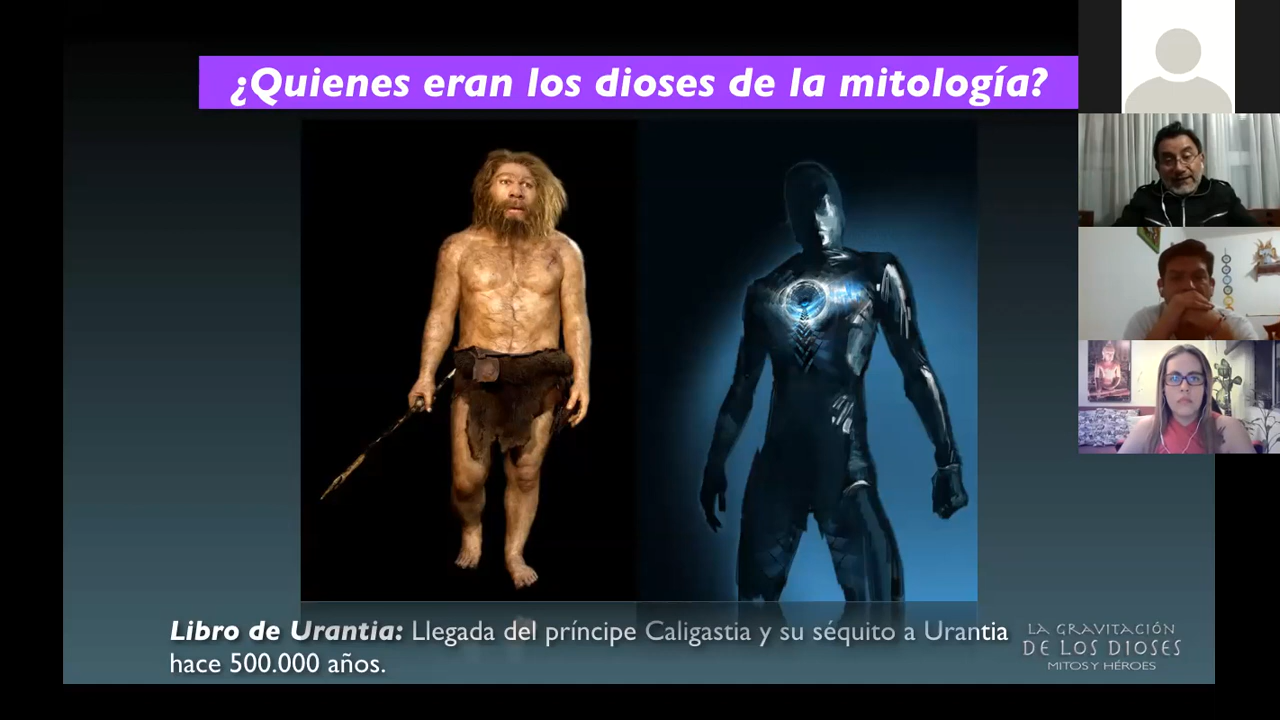 ¿Quienes eran los dioses de la mitología?
Libro de Urantia: Llegada del príncipe Caligastia y su séquito a Urantia
hace 500.000 años.
LA GRAVITACIÓN
DE LOS DIOSES
MITOS Y HÉROES